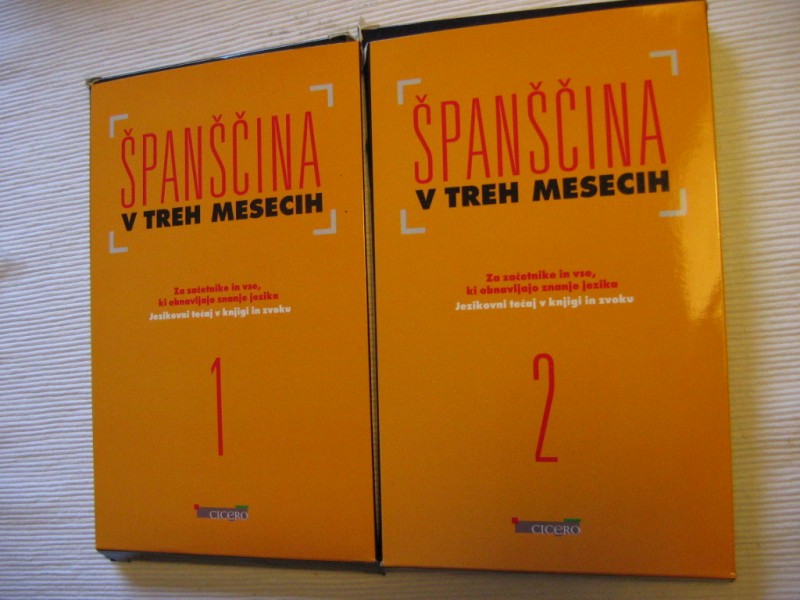 ŠPANŠČINA
V TREH MESECIH
Za začetnike in vse,
ki obnavljajo znanje jezika
Jezikovni tečaj v knjigi in zvoku
1
CICERO
ŠPANŠČINA
V TREH MESECIH
Za začetnike in vse,
ki obnavljajo znanje jezika
Jezikovni tečaj v knjigi in zvoku
2
CICERO